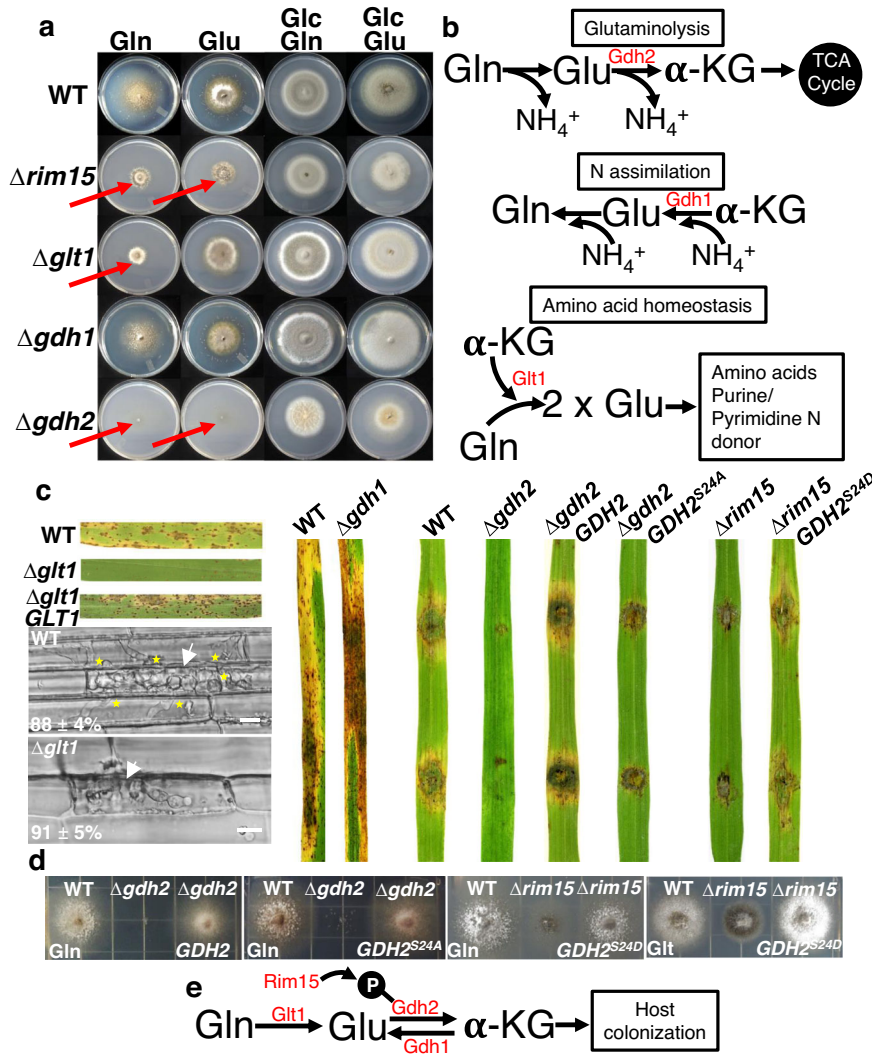 a
Gln Glu Glc Gln Glc Glu
WT
Δrim15
Δglt1
Δgdh1
Δgdh2
b
Glutaminolysis
Gln Glu Gdh2 α-KG TCA Cycle
NH₄⁺ NH₄⁺
N assimilation
Gln Glu Gdh1 α-KG
NH₄⁺ NH₄⁺
Amino acid homeostasis
α-KG
Glt1
Gln 2 x Glu
Amino acids
Purine/
Pyrimidine N
donor
c
WT
Δglt1
Δglt1
GLT1
WT
88 ± 4%
Δglt1
91 ± 5%
WT Δgdh1 WT Δgdh2 Δgdh2 GDH2 Δgdh2 GDH2S24A Δrim15 Δrim15 GDH2S24D
d
WT Δgdh2 Δgdh2 WT Δgdh2 Δgdh2 WT Δrim15 Δrim15 WT Δrim15 Δrim15
Gln GDH2 Gln GDH2S24A Gln GDH2S24D Glt GDH2S24D
e
Rim15 P
Gln Glt1 Glu Gdh2 α-KG
Gdh1
Host
colonization